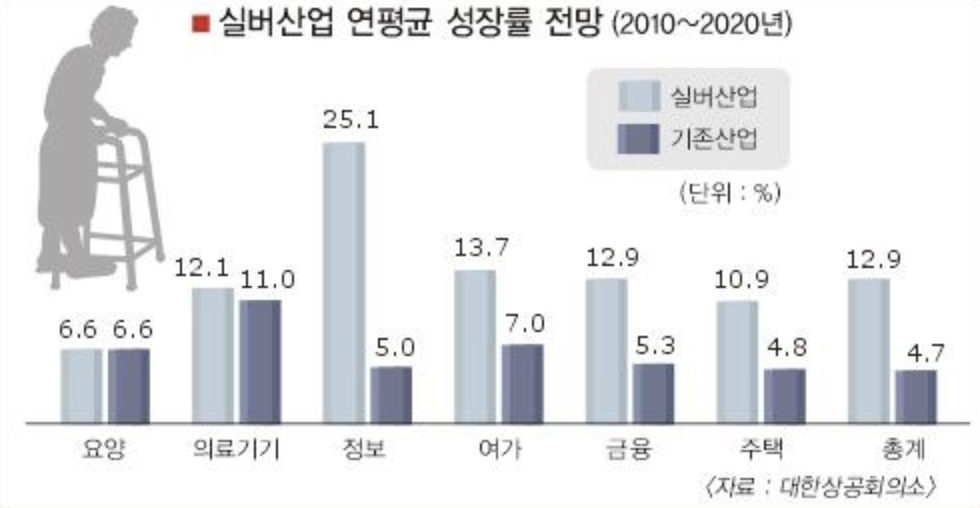 ■ 실버산업 연평균 성장률 전망 (2010~2020년)
실버산업
기존산업
(단위 : %)
6.6 6.6
12.1 11.0
25.1 5.0
13.7 7.0
12.9 5.3
10.9 4.8
12.9 4.7
요양 의료기기 정보 여가 금융 주택 총계
〈자료 : 대한상공회의소〉